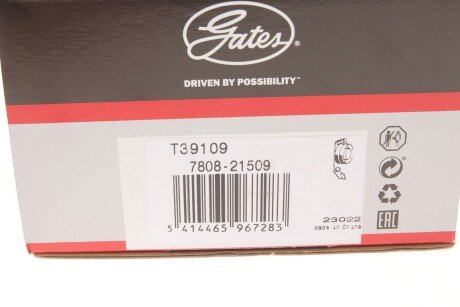 Gates®
DRIVEN BY POSSIBILITY™
T39109
7808-21509
5 414465 967283
23022
Made in China
EAC